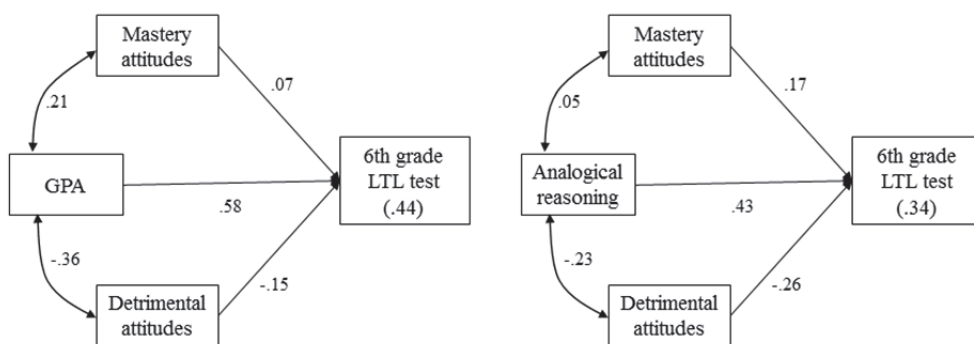 Mastery
attitudes
.21
.07
GPA
.58
6th grade
LTL test
(.44)
-.36
-.15
Detrimental
attitudes
Mastery
attitudes
.05
.17
Analogical
reasoning
.43
6th grade
LTL test
(.34)
-.23
-.26
Detrimental
attitudes